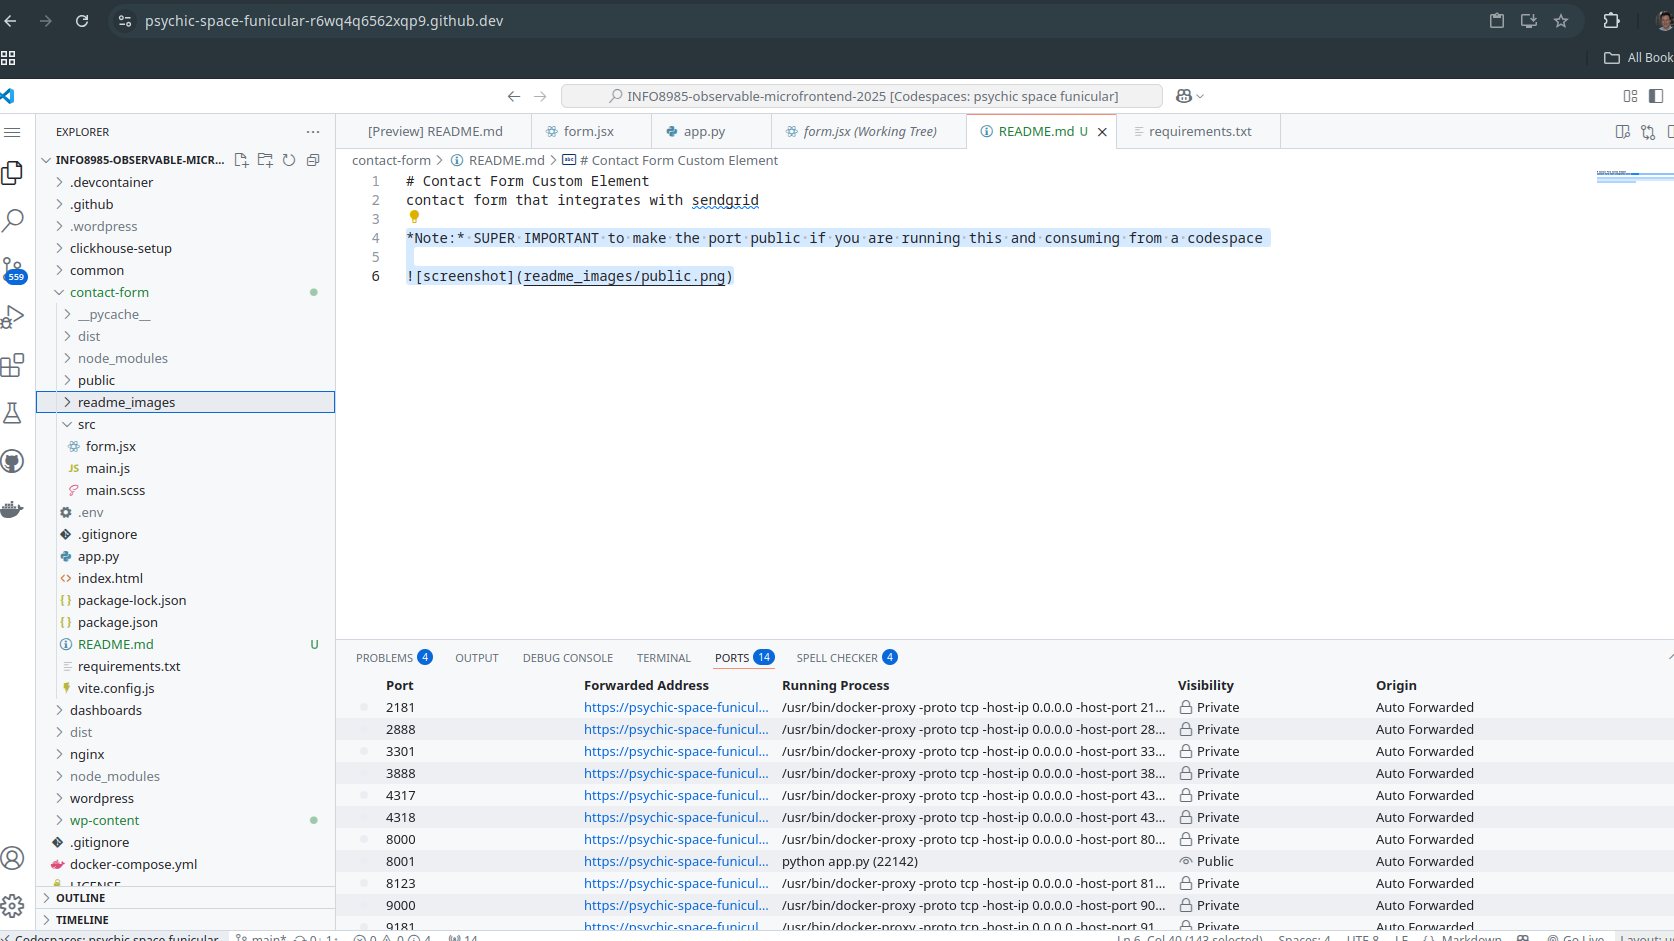 psychic-space-funicular-r6wq4q6562xqp9.github.dev
All Book
INFO8985-observable-microfrontend-2025 [Codespaces: psychic space funicular]
EXPLORER
[Preview] README.md
form.jsx
app.py
form.jsx (Working Tree)
README.md U
requirements.txt
INFO8985-OBSERVABLE-MICR...
contact-form > README.md > # Contact Form Custom Element
.devcontainer
.github
.wordpress
clickhouse-setup
common
contact-form
__pycache__
dist
node_modules
public
readme_images
src
form.jsx
JS main.js
main.scss
.env
.gitignore
app.py
index.html
package-lock.json
package.json
README.md U
requirements.txt
vite.config.js
dashboards
dist
nginx
node_modules
wordpress
wp-content
.gitignore
docker-compose.yml
LICENSE
OUTLINE
TIMELINE
559
1 # Contact Form Custom Element
2 contact form that integrates with sendgrid
3
4 *Note:* SUPER IMPORTANT to make the port public if you are running this and consuming from a codespace
5
6 ![screenshot](readme_images/public.png)
PROBLEMS 4 OUTPUT DEBUG CONSOLE TERMINAL PORTS 14 SPELL CHECKER 4
Port Forwarded Address Running Process Visibility Origin
2181 https://psychic-space-funicul... /usr/bin/docker-proxy -proto tcp -host-ip 0.0.0.0 -host-port 21... Private Auto Forwarded
2888 https://psychic-space-funicul... /usr/bin/docker-proxy -proto tcp -host-ip 0.0.0.0 -host-port 28... Private Auto Forwarded
3301 https://psychic-space-funicul... /usr/bin/docker-proxy -proto tcp -host-ip 0.0.0.0 -host-port 33... Private Auto Forwarded
3888 https://psychic-space-funicul... /usr/bin/docker-proxy -proto tcp -host-ip 0.0.0.0 -host-port 38... Private Auto Forwarded
4317 https://psychic-space-funicul... /usr/bin/docker-proxy -proto tcp -host-ip 0.0.0.0 -host-port 43... Private Auto Forwarded
4318 https://psychic-space-funicul... /usr/bin/docker-proxy -proto tcp -host-ip 0.0.0.0 -host-port 43... Private Auto Forwarded
8000 https://psychic-space-funicul... /usr/bin/docker-proxy -proto tcp -host-ip 0.0.0.0 -host-port 80... Private Auto Forwarded
8001 https://psychic-space-funicul... python app.py (22142) Public Auto Forwarded
8123 https://psychic-space-funicul... /usr/bin/docker-proxy -proto tcp -host-ip 0.0.0.0 -host-port 81... Private Auto Forwarded
9000 https://psychic-space-funicul... /usr/bin/docker-proxy -proto tcp -host-ip 0.0.0.0 -host-port 90... Private Auto Forwarded
9181 https://psychic-space-funicul... /usr/bin/docker-proxy -proto tcp -host-ip 0.0.0.0 -host-port 91... Private Auto Forwarded
Codespaces: psychic space funicular main* 0↓ 1↑ 0 0 4 14 Ln 6, Col 40 (143 selected) Spaces: 4 UTF-8 LF {} Markdown Go Live Layout: u